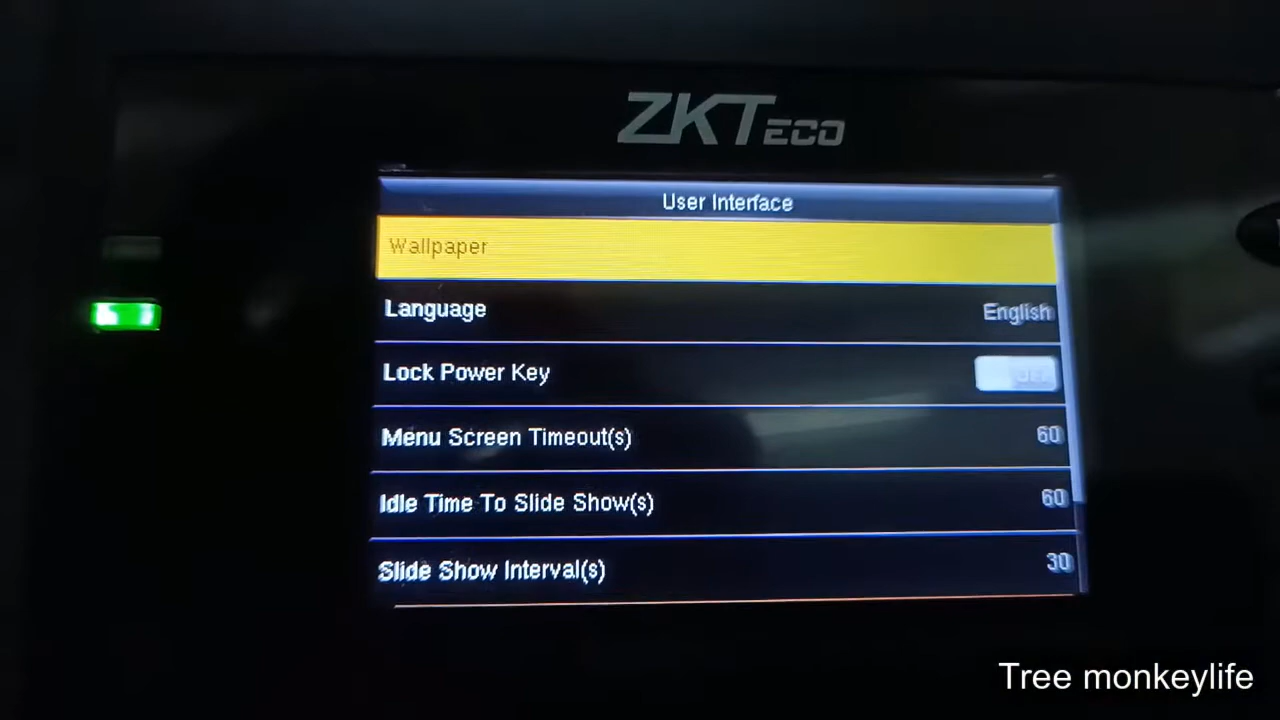 ZKTeco
User Interface
Wallpaper
Language English
Lock Power Key OFF
Menu Screen Timeout(s) 60
Idle Time To Slide Show(s) 60
Slide Show Interval(s) 30
Tree monkeylife